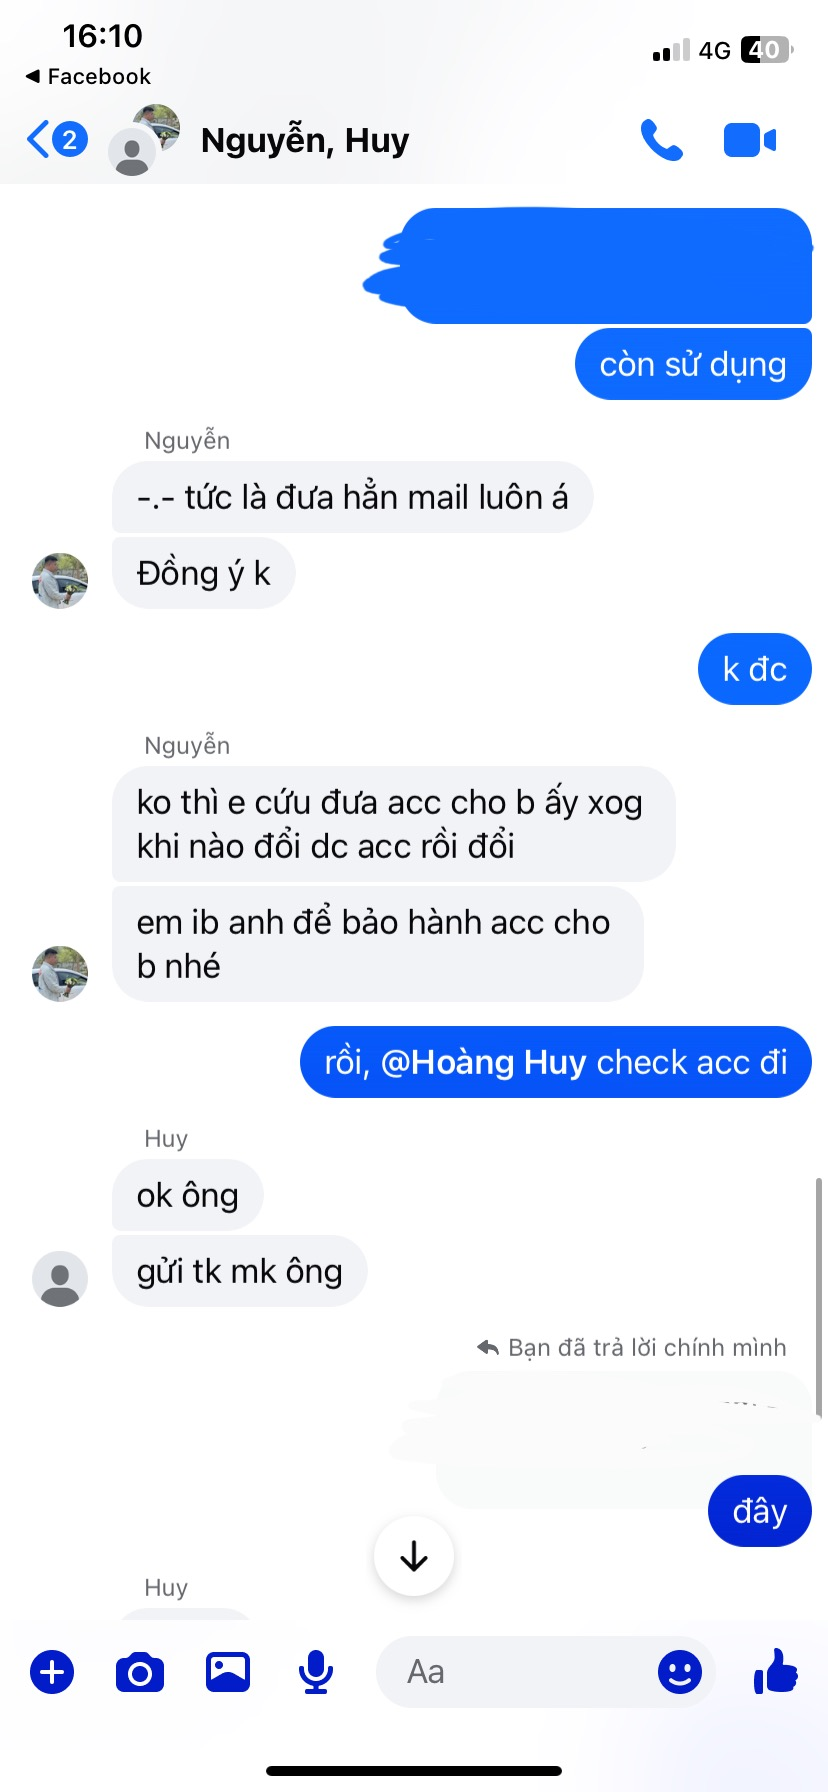 16:10
4G 40
Facebook
2
Nguyễn, Huy
còn sử dụng
Nguyễn
-.- tức là đưa hẳn mail luôn á
Đồng ý k
k đc
Nguyễn
ko thì e cứu đưa acc cho b ấy xog
khi nào đổi dc acc rồi đổi
em ib anh để bảo hành acc cho
b nhé
rồi, @Hoàng Huy check acc đi
Huy
ok ông
gửi tk mk ông
Bạn đã trả lời chính mình
đây
Huy
Aa